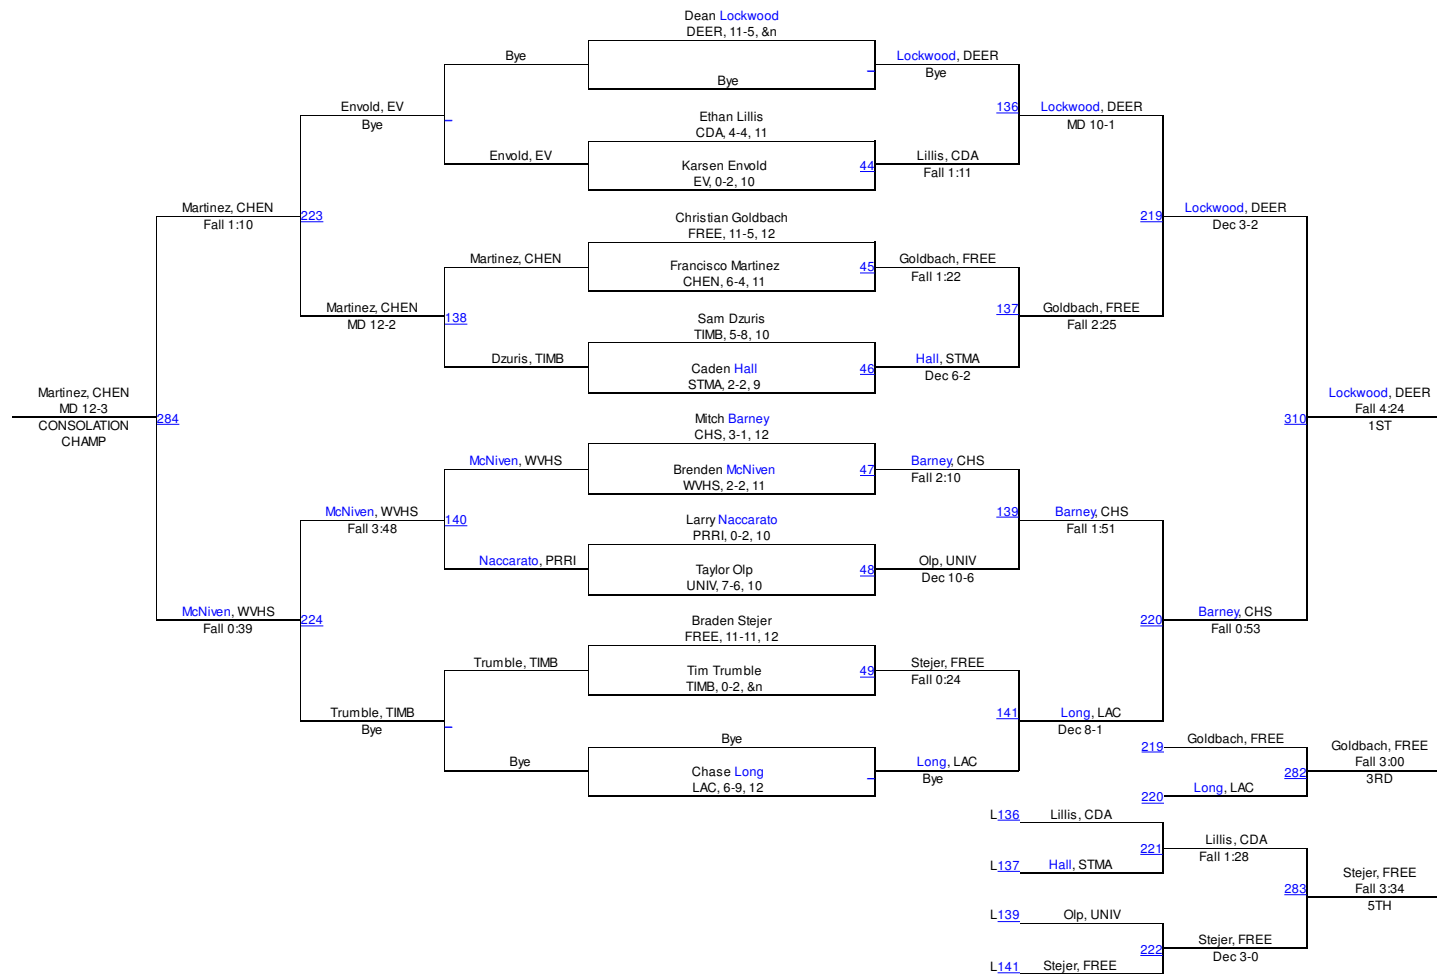 Dean Lockwood
DEER, 11-5, &n
Bye
Bye
Lockwood, DEER
Bye
Envold, EV
Bye
136
Lockwood, DEER
MD 10-1
Ethan Lillis
CDA, 4-4, 11
Envold, EV
Karsen Envold
EV, 0-2, 10
44
Lillis, CDA
Fall 1:11
Martinez, CHEN
Fall 1:10
223
Christian Goldbach
FREE, 11-5, 12
219
Lockwood, DEER
Dec 3-2
Martinez, CHEN
Francisco Martinez
CHEN, 6-4, 11
45
Goldbach, FREE
Fall 1:22
Martinez, CHEN
MD 12-2
138
Sam Dzuris
TIMB, 5-8, 10
137
Goldbach, FREE
Fall 2:25
Dzuris, TIMB
Caden Hall
STMA, 2-2, 9
46
Hall, STMA
Dec 6-2
Martinez, CHEN
MD 12-3
CONSOLATION
CHAMP
284
Mitch Barney
CHS, 3-1, 12
310
Lockwood, DEER
Fall 4:24
1ST
McNiven, WVHS
Brenden McNiven
WVHS, 2-2, 11
47
Barney, CHS
Fall 2:10
McNiven, WVHS
Fall 3:48
140
Larry Naccarato
PRRI, 0-2, 10
139
Barney, CHS
Fall 1:51
Naccarato, PRRI
Taylor Olp
UNIV, 7-6, 10
48
Olp, UNIV
Dec 10-6
McNiven, WVHS
Fall 0:39
224
Braden Stejer
FREE, 11-11, 12
220
Barney, CHS
Fall 0:53
Trumble, TIMB
Tim Trumble
TIMB, 0-2, &n
49
Stejer, FREE
Fall 0:24
Trumble, TIMB
Bye
141
Long, LAC
Dec 8-1
Bye
Bye
Chase Long
LAC, 6-9, 12
Long, LAC
Bye
219
Goldbach, FREE
282
Goldbach, FREE
Fall 3:00
3RD
220
Long, LAC
L136
Lillis, CDA
221
Lillis, CDA
Fall 1:28
L137
Hall, STMA
283
Stejer, FREE
Fall 3:34
5TH
L139
Olp, UNIV
222
Stejer, FREE
Dec 3-0
L141
Stejer, FREE